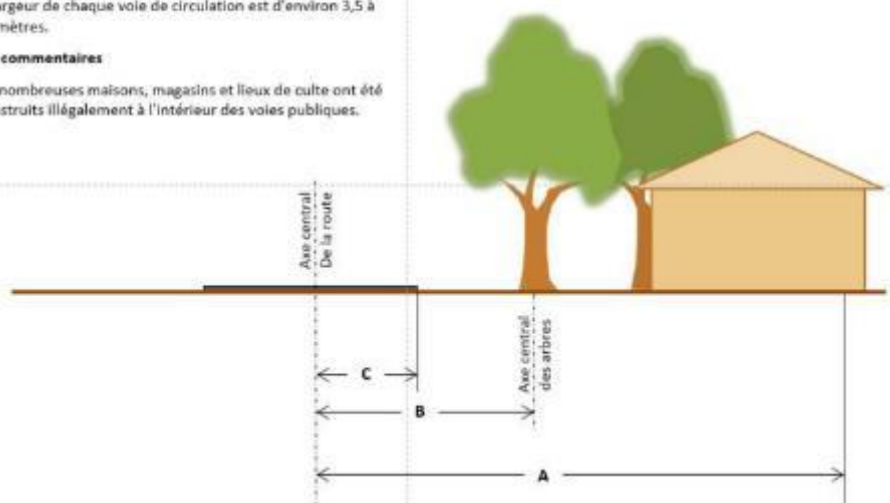 rgeur de chaque voie de circulation est d'environ 3,5 à
mètres.
commentaires
nombreuses maisons, magasins et lieux de culte ont été
struits illégalement à l'intérieur des voies publiques.
Axe central
De la route
Axe central
des arbres
C
B
A